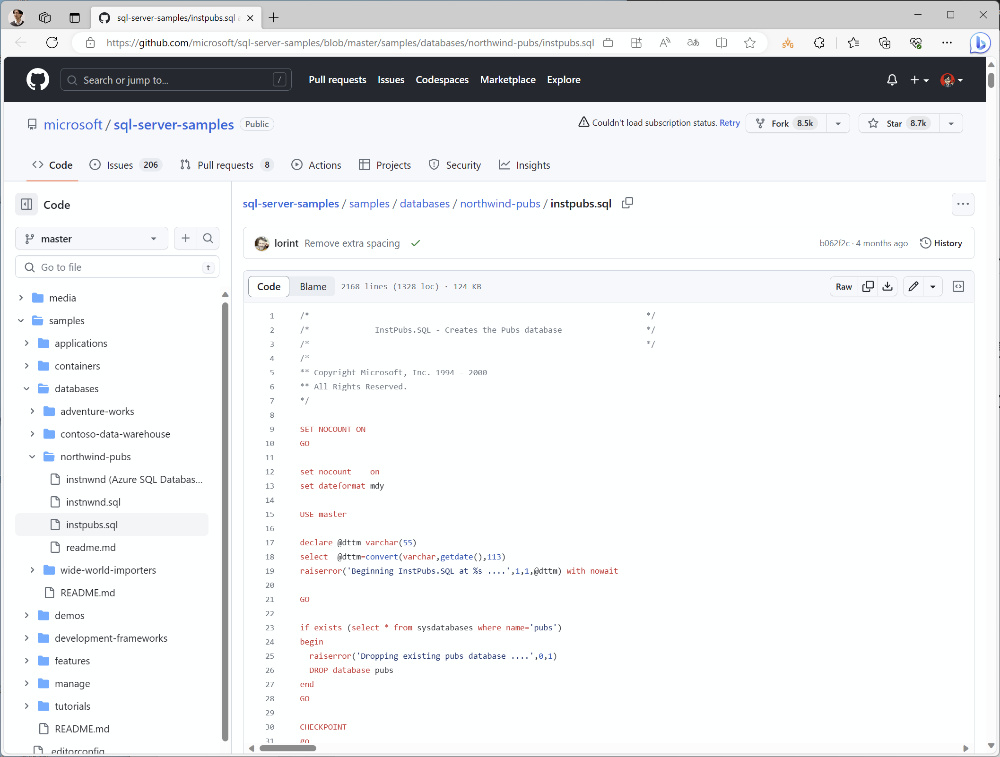 sql-server-samples/instpubs.sql
https://github.com/microsoft/sql-server-samples/blob/master/samples/databases/northwind-pubs/instpubs.sql
Search or jump to... /
Pull requests Issues Codespaces Marketplace Explore
microsoft / sql-server-samples Public
Couldn't load subscription status. Retry
Fork 8.5k
Star 8.7k
Code
Issues 206
Pull requests 8
Actions
Projects
Security
Insights
Code
master
Go to file t
media
samples
applications
containers
databases
adventure-works
contoso-data-warehouse
northwind-pubs
instnwnd (Azure SQL Databas...
instnwnd.sql
instpubs.sql
readme.md
wide-world-importers
README.md
demos
development-frameworks
features
manage
tutorials
README.md
.editorconfig
sql-server-samples / samples / databases / northwind-pubs / instpubs.sql
lorint Remove extra spacing
b062f2c · 4 months ago History
Code Blame 2168 lines (1328 loc) · 124 KB Raw
1 /* */
2 /* InstPubs.SQL - Creates the Pubs database */
3 /* */
4 /*
5 ** Copyright Microsoft, Inc. 1994 - 2000
6 ** All Rights Reserved.
7 */
8
9 SET NOCOUNT ON
10 GO
11
12 set nocount on
13 set dateformat mdy
14
15 USE master
16
17 declare @dttm varchar(55)
18 select @dttm=convert(varchar,getdate(),113)
19 raiserror('Beginning InstPubs.SQL at %s ....',1,1,@dttm) with nowait
20
21 GO
22
23 if exists (select * from sysdatabases where name='pubs')
24 begin
25 raiserror('Dropping existing pubs database ....',0,1)
26 DROP database pubs
27 end
28 GO
29
30 CHECKPOINT
31 go